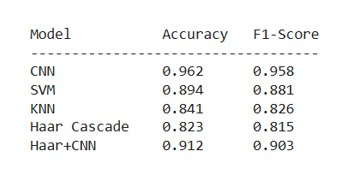 Model Accuracy F1-Score
------------------------------------
CNN 0.962 0.958
SVM 0.894 0.881
KNN 0.841 0.826
Haar Cascade 0.823 0.815
Haar+CNN 0.912 0.903